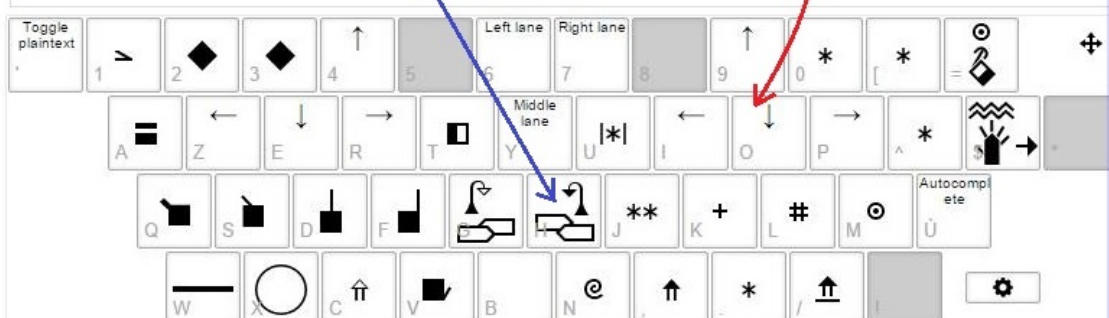 Toggle
plaintext
'
1
2
3
↑
4
5
Left lane
6
Right lane
7
8
↑
9
*
0
*
[
=
A
←
Z
↓
E
→
R
T
Middle
lane
Y
|*|
U
←
I
↓
O
→
P
*
^
$
Q
S
D
F
G
H
**
J
+
K
#
L
M
Autocompl
ete
Ù
W
X
C
V
B
@
N
,
*
/